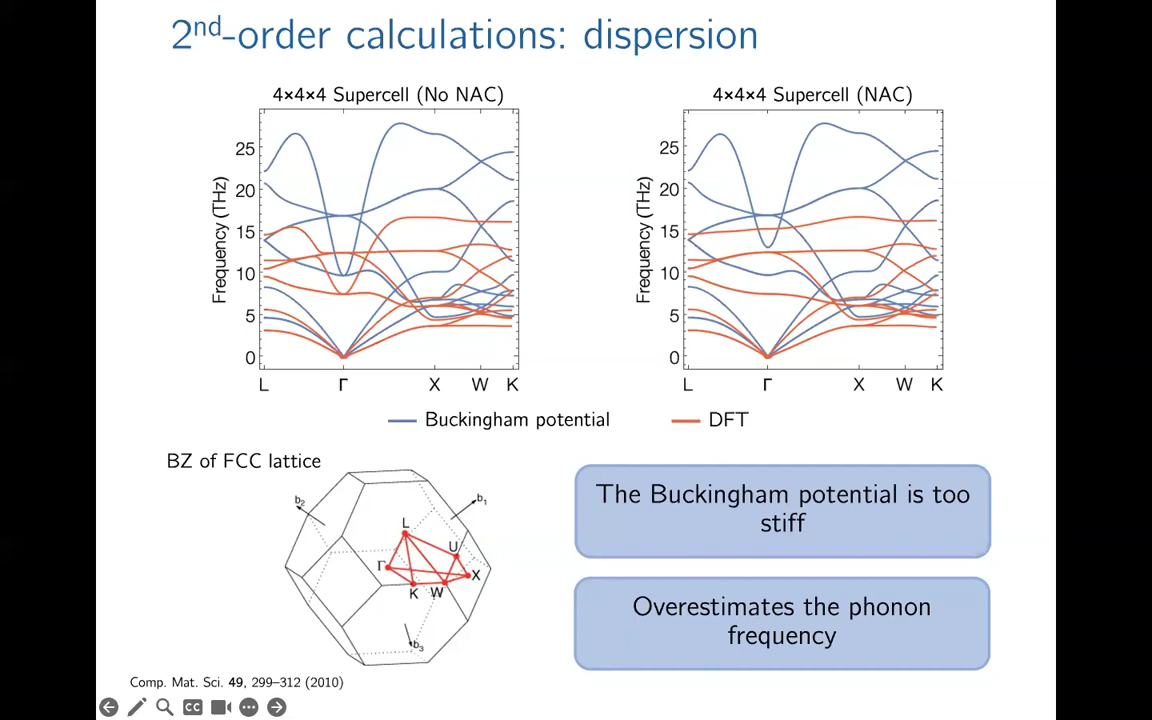 2nd-order calculations: dispersion
4×4×4 Supercell (No NAC)
Frequency (THz)
25
20
15
10
5
0
L Γ X W K
4×4×4 Supercell (NAC)
Frequency (THz)
25
20
15
10
5
0
L Γ X W K
Buckingham potential
DFT
BZ of FCC lattice
b2
b1
L
U
Γ
X
K
W
b3
The Buckingham potential is too
stiff
Overestimates the phonon
frequency
Comp. Mat. Sci. 49, 299–312 (2010)
CC